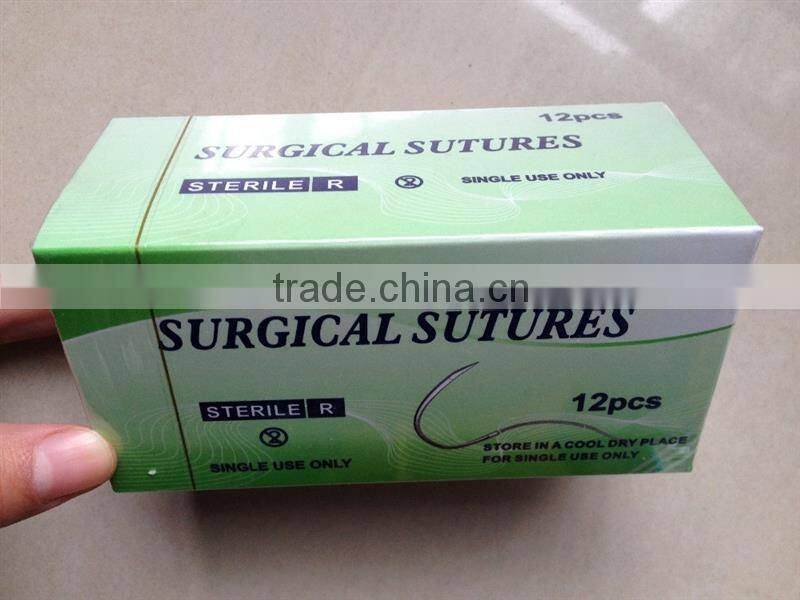 12pcs
SURGICAL SUTURES
STERILE R
SINGLE USE ONLY
trade.china.cn
SURGICAL SUTURES
STERILE R
12pcs
SINGLE USE ONLY
STORE IN A COOL DRY PLACE
FOR SINGLE USE ONLY